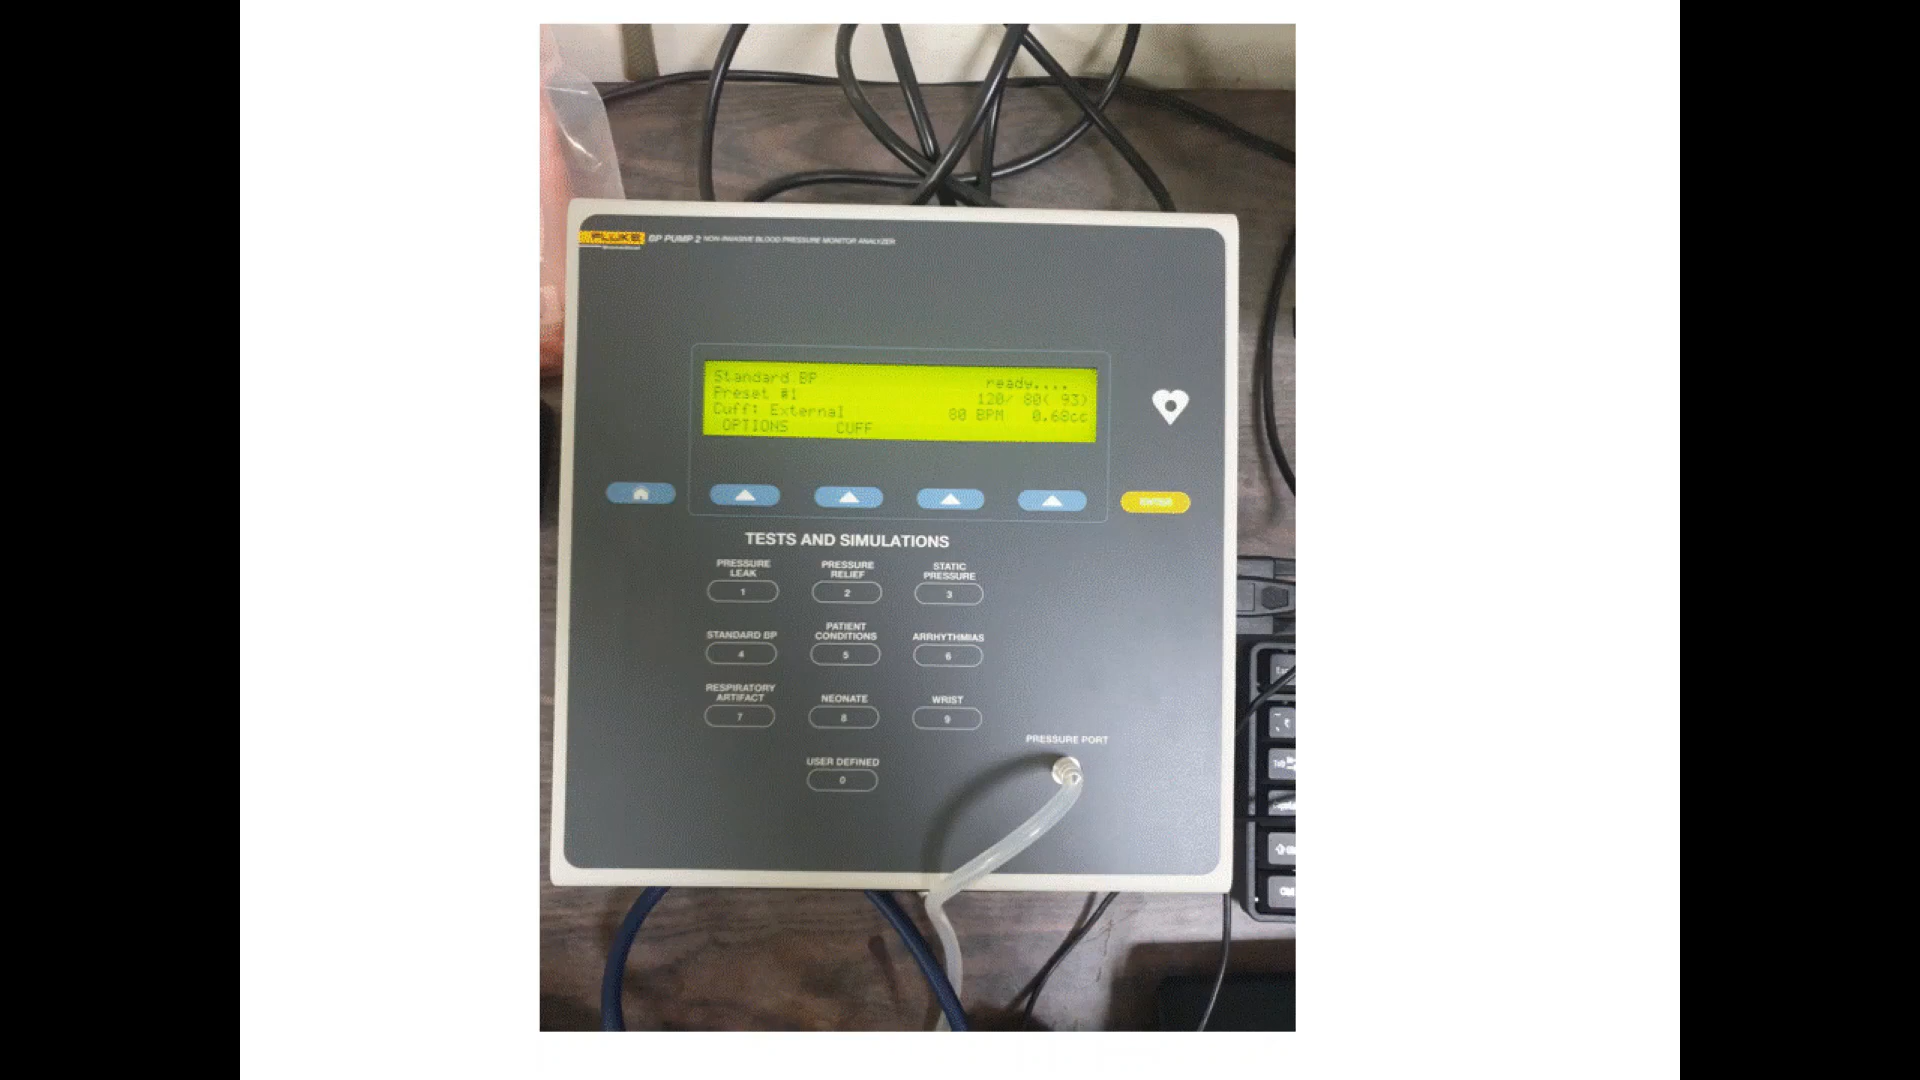 FLUKE BP PUMP 2 NON-INVASIVE BLOOD PRESSURE MONITOR ANALYZER
Standard BP ready....
Preset #1 120/ 80( 93)
Cuff: External 80 BPM 0.68cc
OPTIONS CUFF
ENTER
TESTS AND SIMULATIONS
PRESSURE LEAK
PRESSURE RELIEF
STATIC PRESSURE
1 2 3
STANDARD BP
PATIENT CONDITIONS
ARRHYTHMIAS
4 5 6
RESPIRATORY ARTIFACT
NEONATE
WRIST
7 8 9
PRESSURE PORT
USER DEFINED
0
Esc
Tab